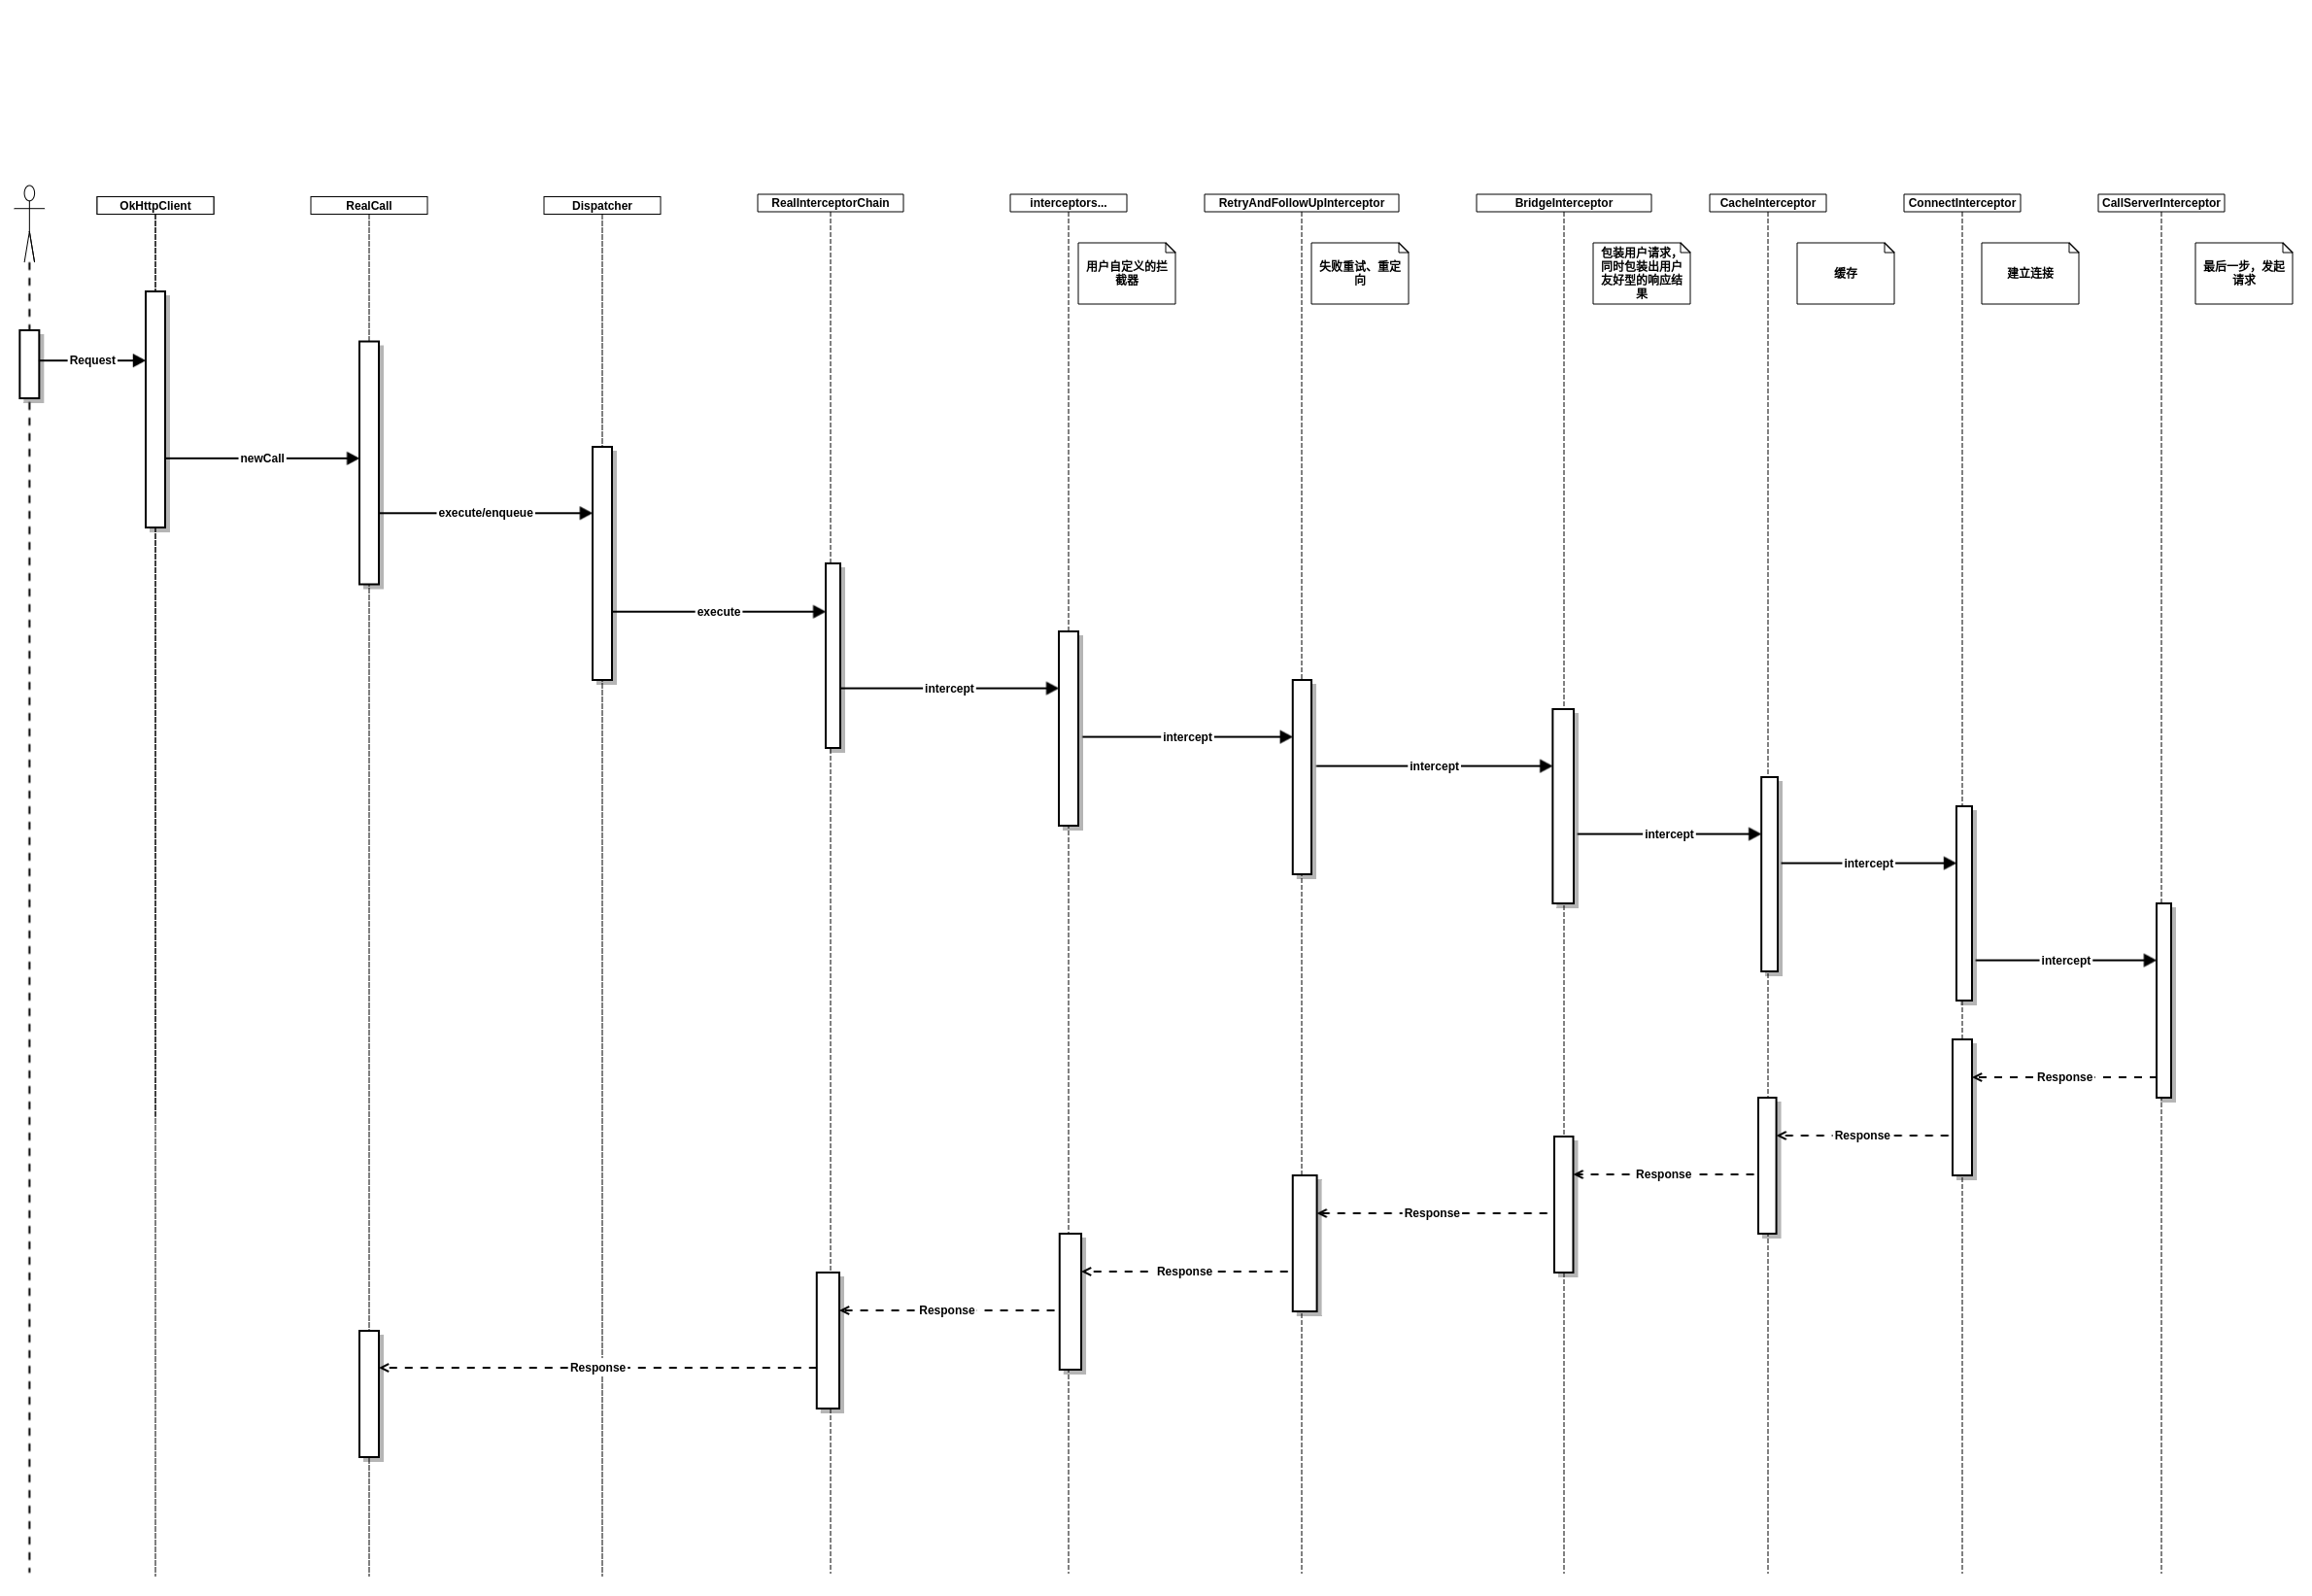 OkHttpClient
RealCall
Dispatcher
RealInterceptorChain
interceptors...
RetryAndFollowUpInterceptor
BridgeInterceptor
CacheInterceptor
ConnectInterceptor
CallServerInterceptor
用户自定义的拦
截器
失败重试、重定
向
包装用户请求，
同时包装出用户
友好型的响应结
果
缓存
建立连接
最后一步，发起
请求
Request
newCall
execute/enqueue
execute
intercept
intercept
intercept
intercept
intercept
intercept
Response
Response
Response
Response
Response
Response
Response